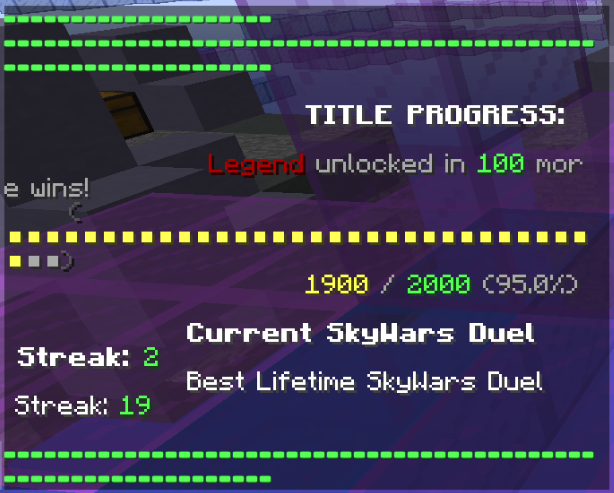 TITLE PROGRESS:
Legend unlocked in 100 mor
e wins!
(
■■■■■■■■■■■■■■■■■■■■■■■■■■■■■■■
■■■)
1900 / 2000 (95.0%)
Current SkyWars Duel
Streak: 2
Best Lifetime SkyWars Duel
Streak: 19